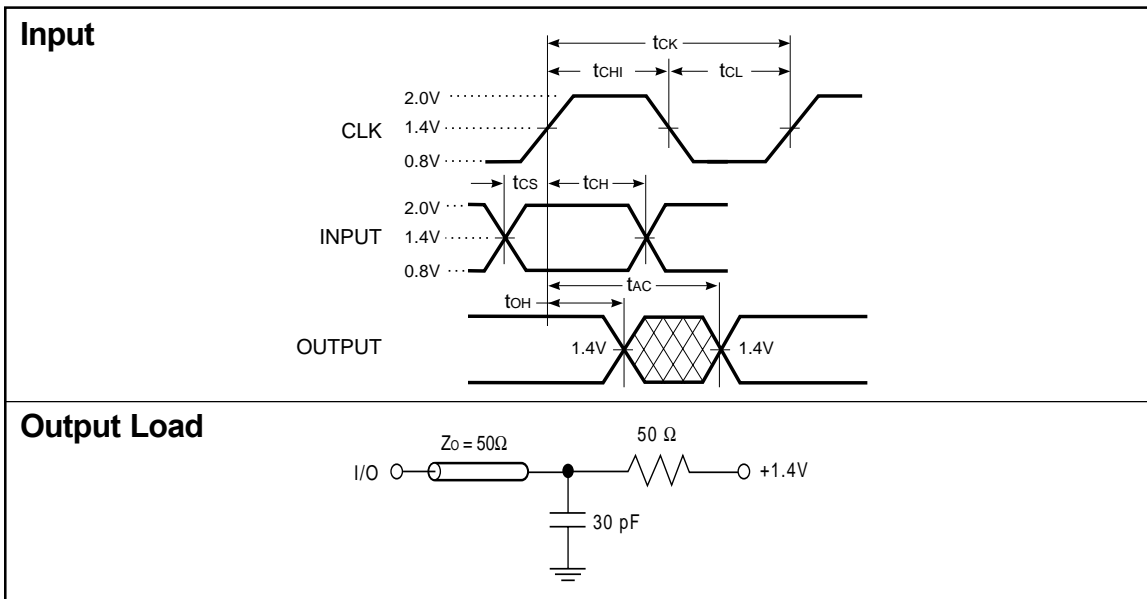 Input
tCK
tCHI tCL
2.0V
CLK 1.4V
0.8V
tCS tCH
2.0V
INPUT 1.4V
0.8V
tAC
tOH
OUTPUT 1.4V 1.4V
Output Load
ZO = 50Ω 50 Ω
I/O +1.4V
30 pF